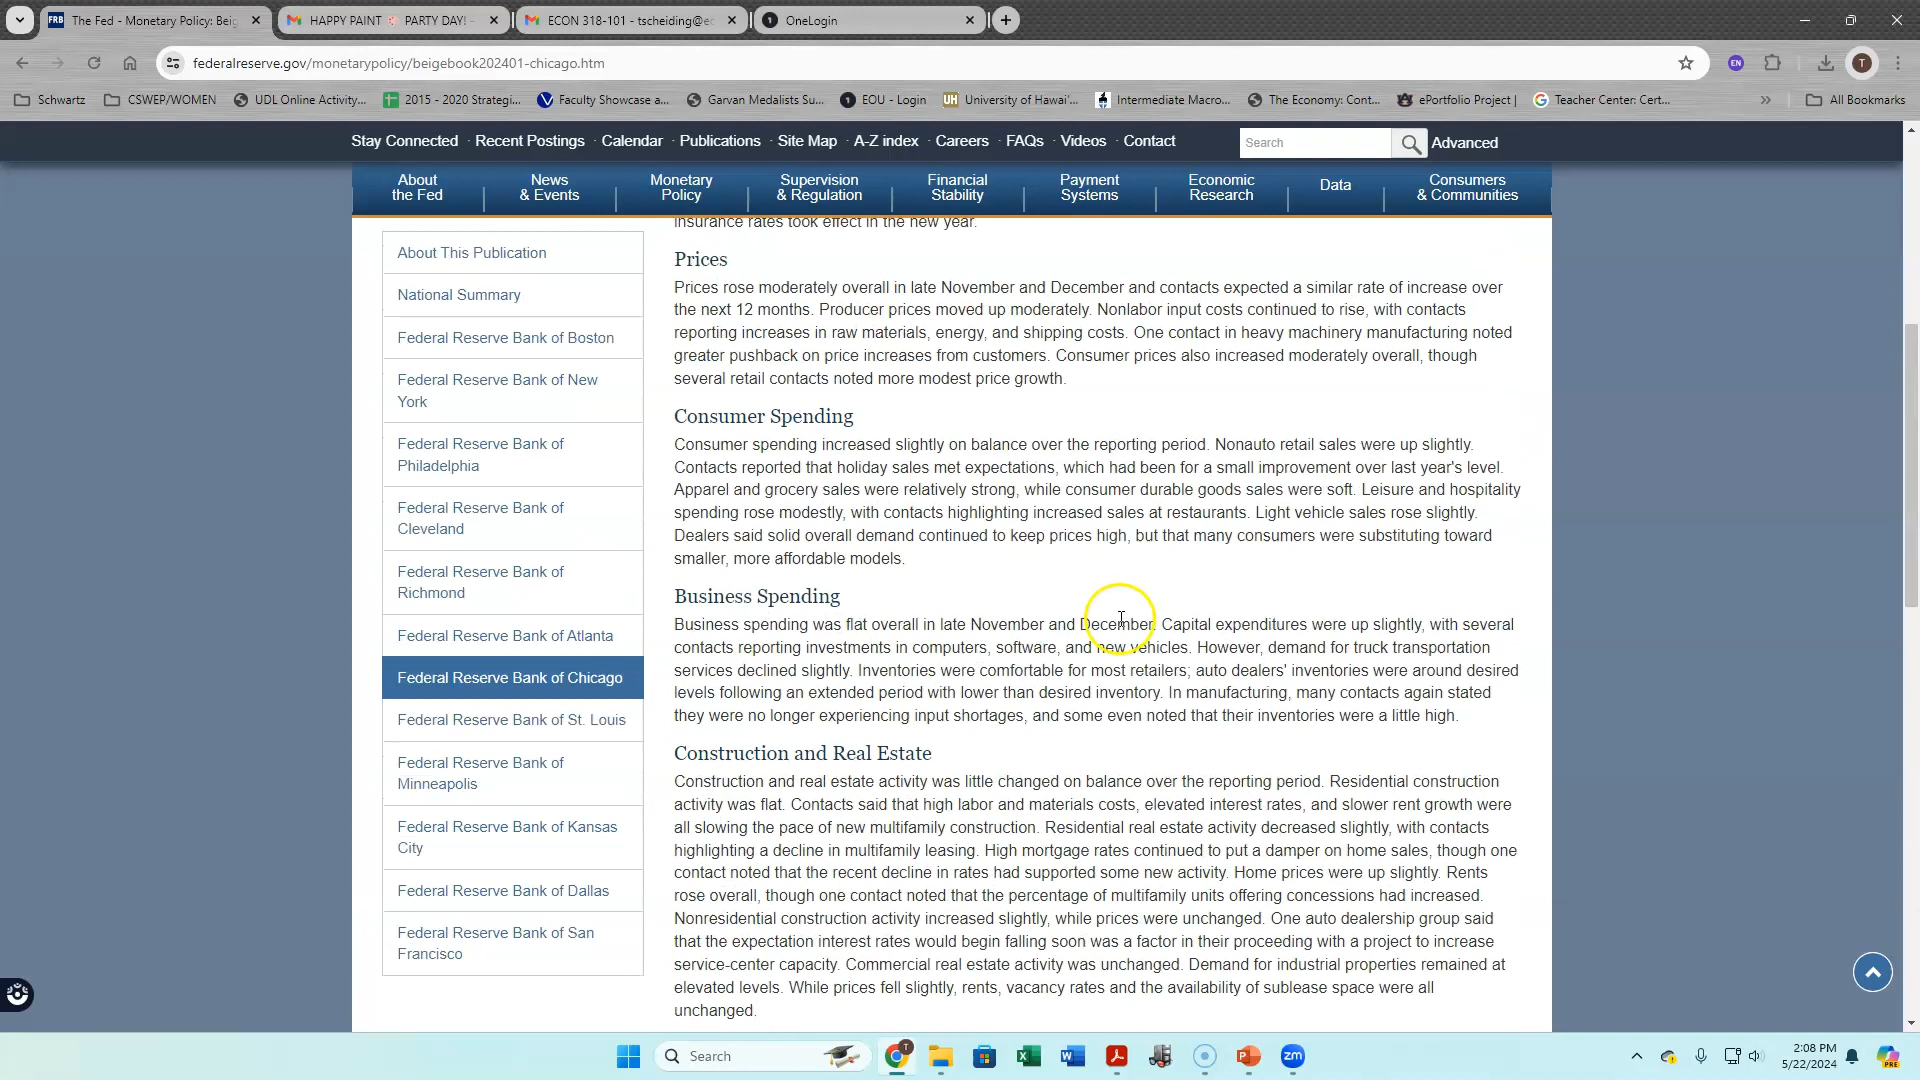 FRB The Fed - Monetary Policy: Beig
HAPPY PAINT PARTY DAY! -
ECON 318-101 - tscheiding@ec
OneLogin
federalreserve.gov/monetarypolicy/beigebook202401-chicago.htm
EN
T
Schwartz
CSWEP/WOMEN
UDL Online Activity...
2015 - 2020 Strategi...
Faculty Showcase a...
Garvan Medalists Su...
EOU - Login
University of Hawai'...
Intermediate Macro...
The Economy: Cont...
ePortfolio Project |
Teacher Center: Cert...
All Bookmarks
Stay Connected · Recent Postings · Calendar · Publications · Site Map · A-Z index · Careers · FAQs · Videos · Contact
Search
Advanced
About the Fed
News & Events
Monetary Policy
Supervision & Regulation
Financial Stability
Payment Systems
Economic Research
Data
Consumers & Communities
About This Publication
National Summary
Federal Reserve Bank of Boston
Federal Reserve Bank of New
York
Federal Reserve Bank of
Philadelphia
Federal Reserve Bank of
Cleveland
Federal Reserve Bank of
Richmond
Federal Reserve Bank of Atlanta
Federal Reserve Bank of Chicago
Federal Reserve Bank of St. Louis
Federal Reserve Bank of
Minneapolis
Federal Reserve Bank of Kansas
City
Federal Reserve Bank of Dallas
Federal Reserve Bank of San
Francisco
insurance rates took effect in the new year.
Prices
Prices rose moderately overall in late November and December and contacts expected a similar rate of increase over
the next 12 months. Producer prices moved up moderately. Nonlabor input costs continued to rise, with contacts
reporting increases in raw materials, energy, and shipping costs. One contact in heavy machinery manufacturing noted
greater pushback on price increases from customers. Consumer prices also increased moderately overall, though
several retail contacts noted more modest price growth.
Consumer Spending
Consumer spending increased slightly on balance over the reporting period. Nonauto retail sales were up slightly.
Contacts reported that holiday sales met expectations, which had been for a small improvement over last year's level.
Apparel and grocery sales were relatively strong, while consumer durable goods sales were soft. Leisure and hospitality
spending rose modestly, with contacts highlighting increased sales at restaurants. Light vehicle sales rose slightly.
Dealers said solid overall demand continued to keep prices high, but that many consumers were substituting toward
smaller, more affordable models.
Business Spending
Business spending was flat overall in late November and December. Capital expenditures were up slightly, with several
contacts reporting investments in computers, software, and new vehicles. However, demand for truck transportation
services declined slightly. Inventories were comfortable for most retailers; auto dealers' inventories were around desired
levels following an extended period with lower than desired inventory. In manufacturing, many contacts again stated
they were no longer experiencing input shortages, and some even noted that their inventories were a little high.
Construction and Real Estate
Construction and real estate activity was little changed on balance over the reporting period. Residential construction
activity was flat. Contacts said that high labor and materials costs, elevated interest rates, and slower rent growth were
all slowing the pace of new multifamily construction. Residential real estate activity decreased slightly, with contacts
highlighting a decline in multifamily leasing. High mortgage rates continued to put a damper on home sales, though one
contact noted that the recent decline in rates had supported some new activity. Home prices were up slightly. Rents
rose overall, though one contact noted that the percentage of multifamily units offering concessions had increased.
Nonresidential construction activity increased slightly, while prices were unchanged. One auto dealership group said
that the expectation interest rates would begin falling soon was a factor in their proceeding with a project to increase
service-center capacity. Commercial real estate activity was unchanged. Demand for industrial properties remained at
elevated levels. While prices fell slightly, rents, vacancy rates and the availability of sublease space were all
unchanged.
Search
zm
2:08 PM
5/22/2024
PRE